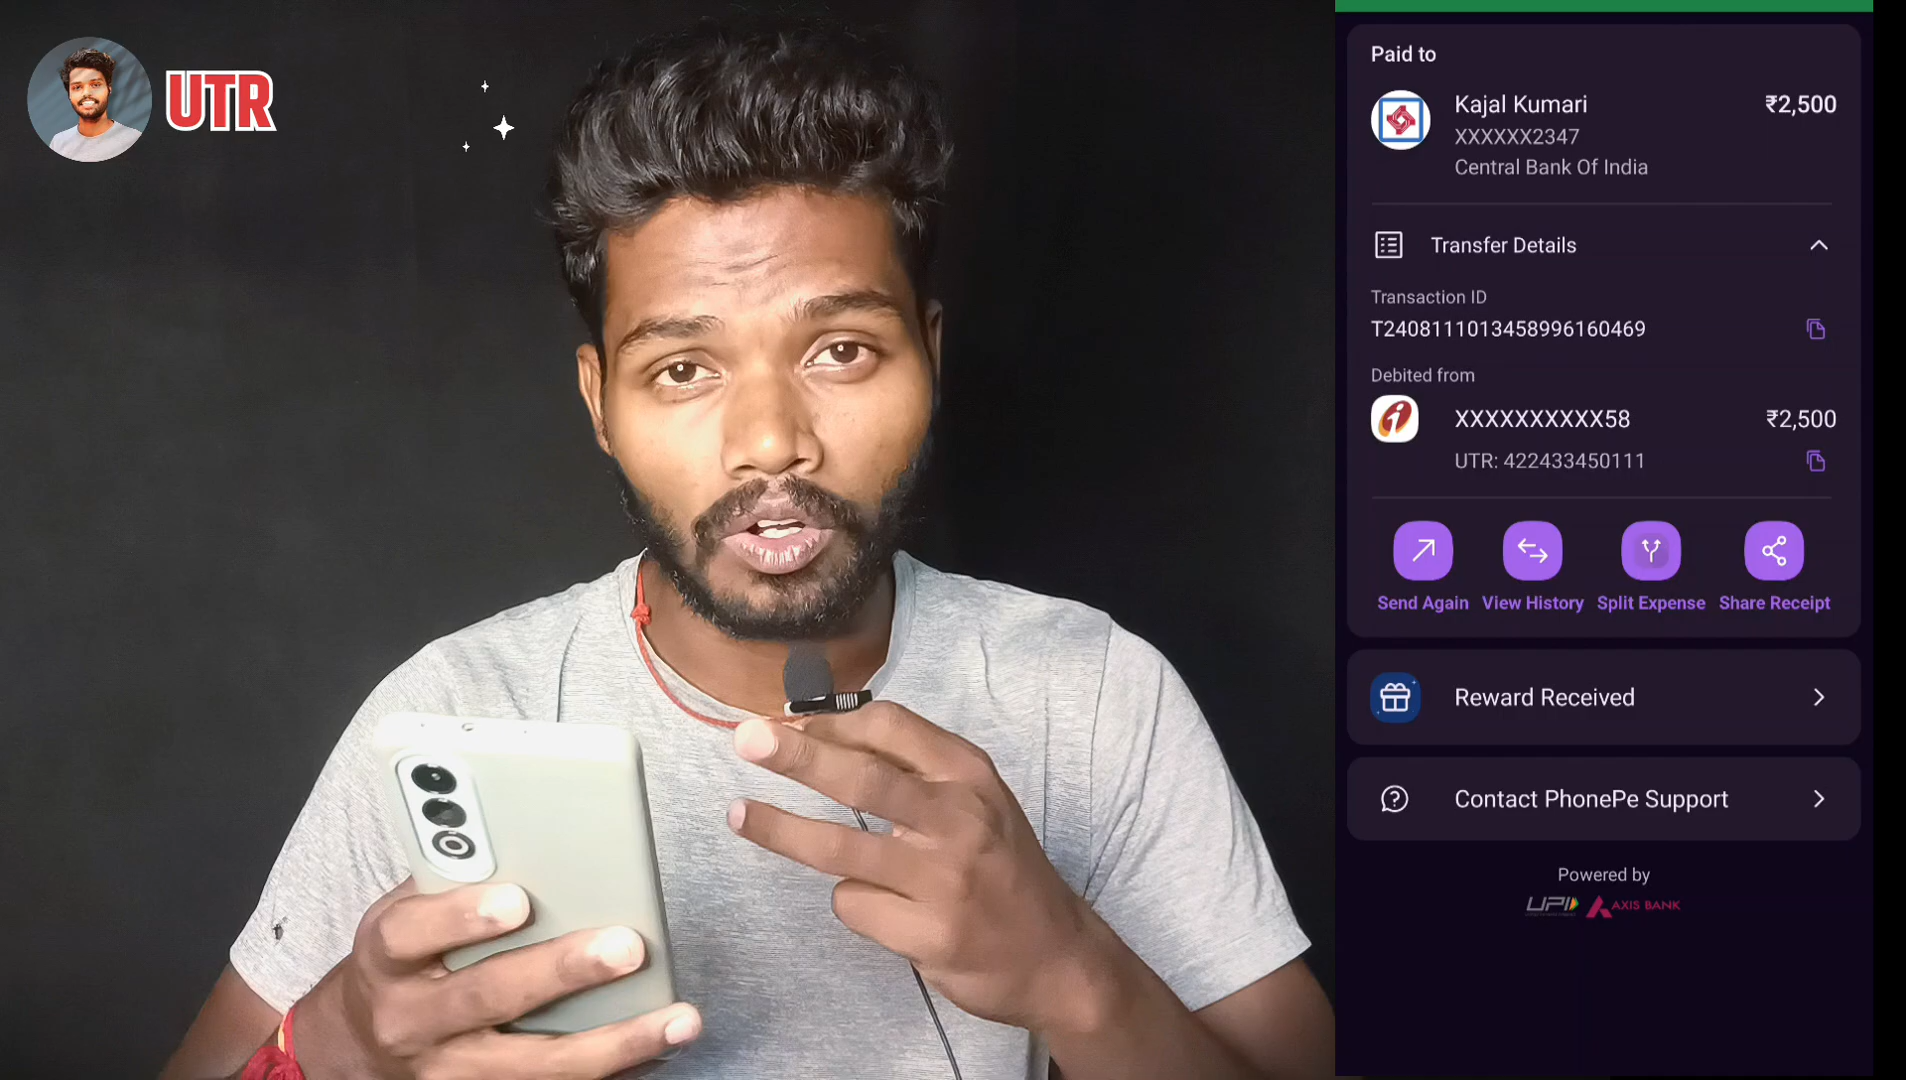 UTR
Paid to
Kajal Kumari ₹2,500
XXXXXX2347
Central Bank Of India
Transfer Details
Transaction ID
T2408111013458996160469
Debited from
XXXXXXXXXX58 ₹2,500
UTR: 422433450111
Send Again View History Split Expense Share Receipt
Reward Received
Contact PhonePe Support
Powered by
UPI AXIS BANK